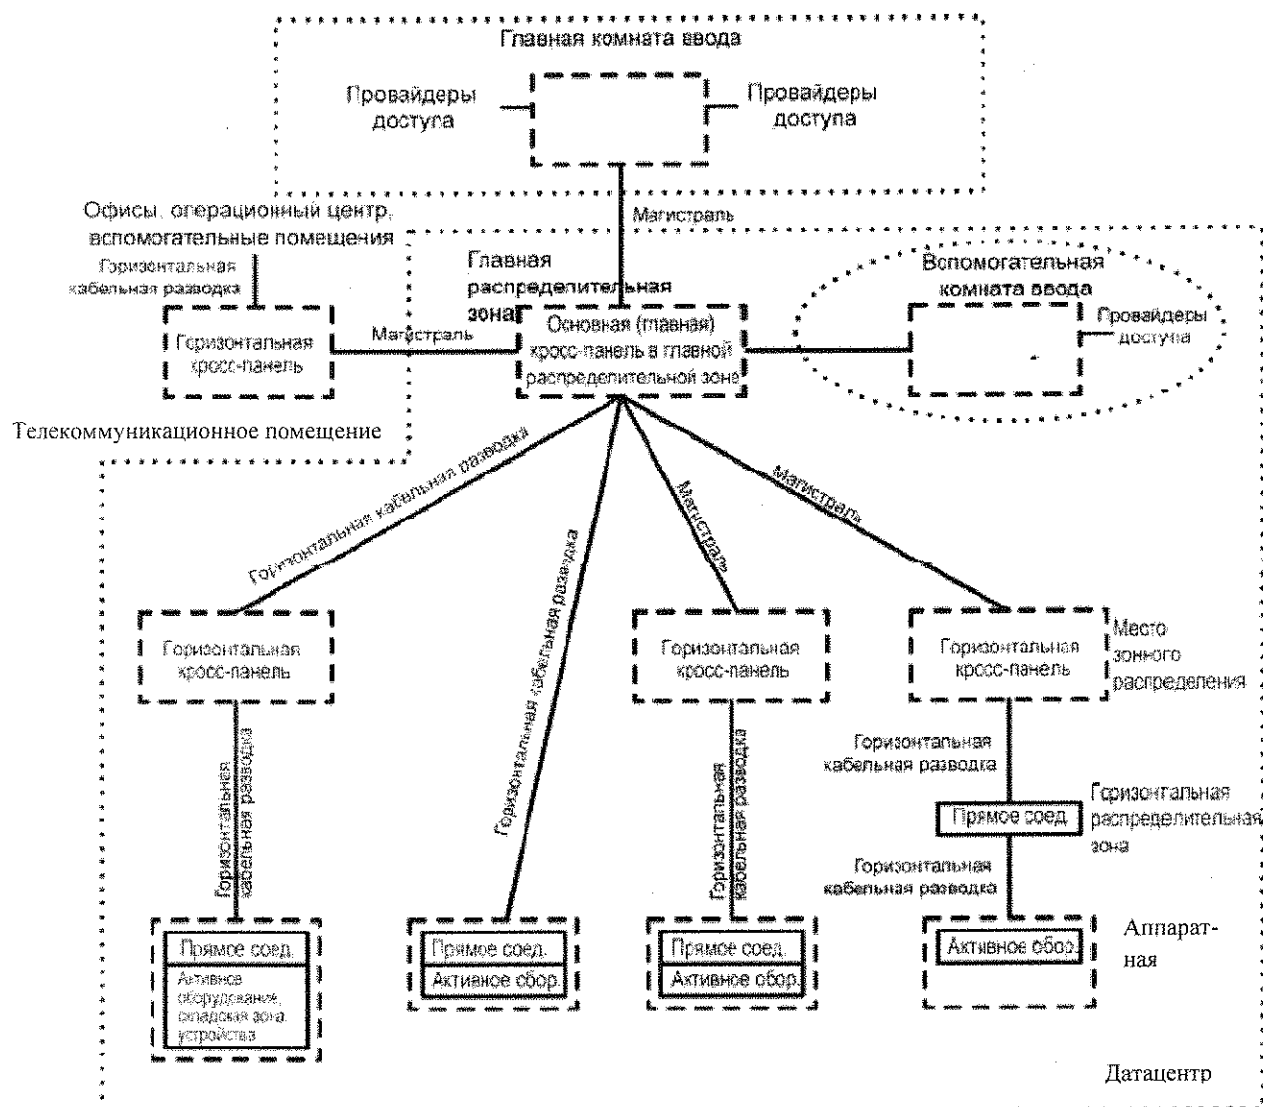 Главная комната ввода
Провайдеры
доступа
Провайдеры
доступа
Магистраль
Офисы, операционный центр,
вспомогательные помещения
Горизонтальная
кабельная разводка
Главная
распределительная
зона
Вспомогательная
комната ввода
Провайдеры
доступа
Горизонтальная
кросс-панель
Магистраль
Основная (главная)
кросс-панель в главной
распределительной зоне
Телекоммуникационное помещение
Горизонтальная кабельная разводка
Горизонтальная кабельная разводка
Магистраль
Магистраль
Горизонтальная
кросс-панель
Горизонтальная
кросс-панель
Горизонтальная
кросс-панель
Место
зонного
распределения
Горизонтальная
кабельная разводка
Горизонтальная
кабельная разводка
Горизонтальная
кабельная разводка
Прямое соед.
Горизонтальная
распределительная
зона
Горизонтальная
кабельная разводка
Прямое соед.
Активное
оборудование,
складская зона,
устройства
Прямое соед.
Активное обор.
Прямое соед.
Активное обор.
Активное обор.
Аппарат-
ная
Датацентр